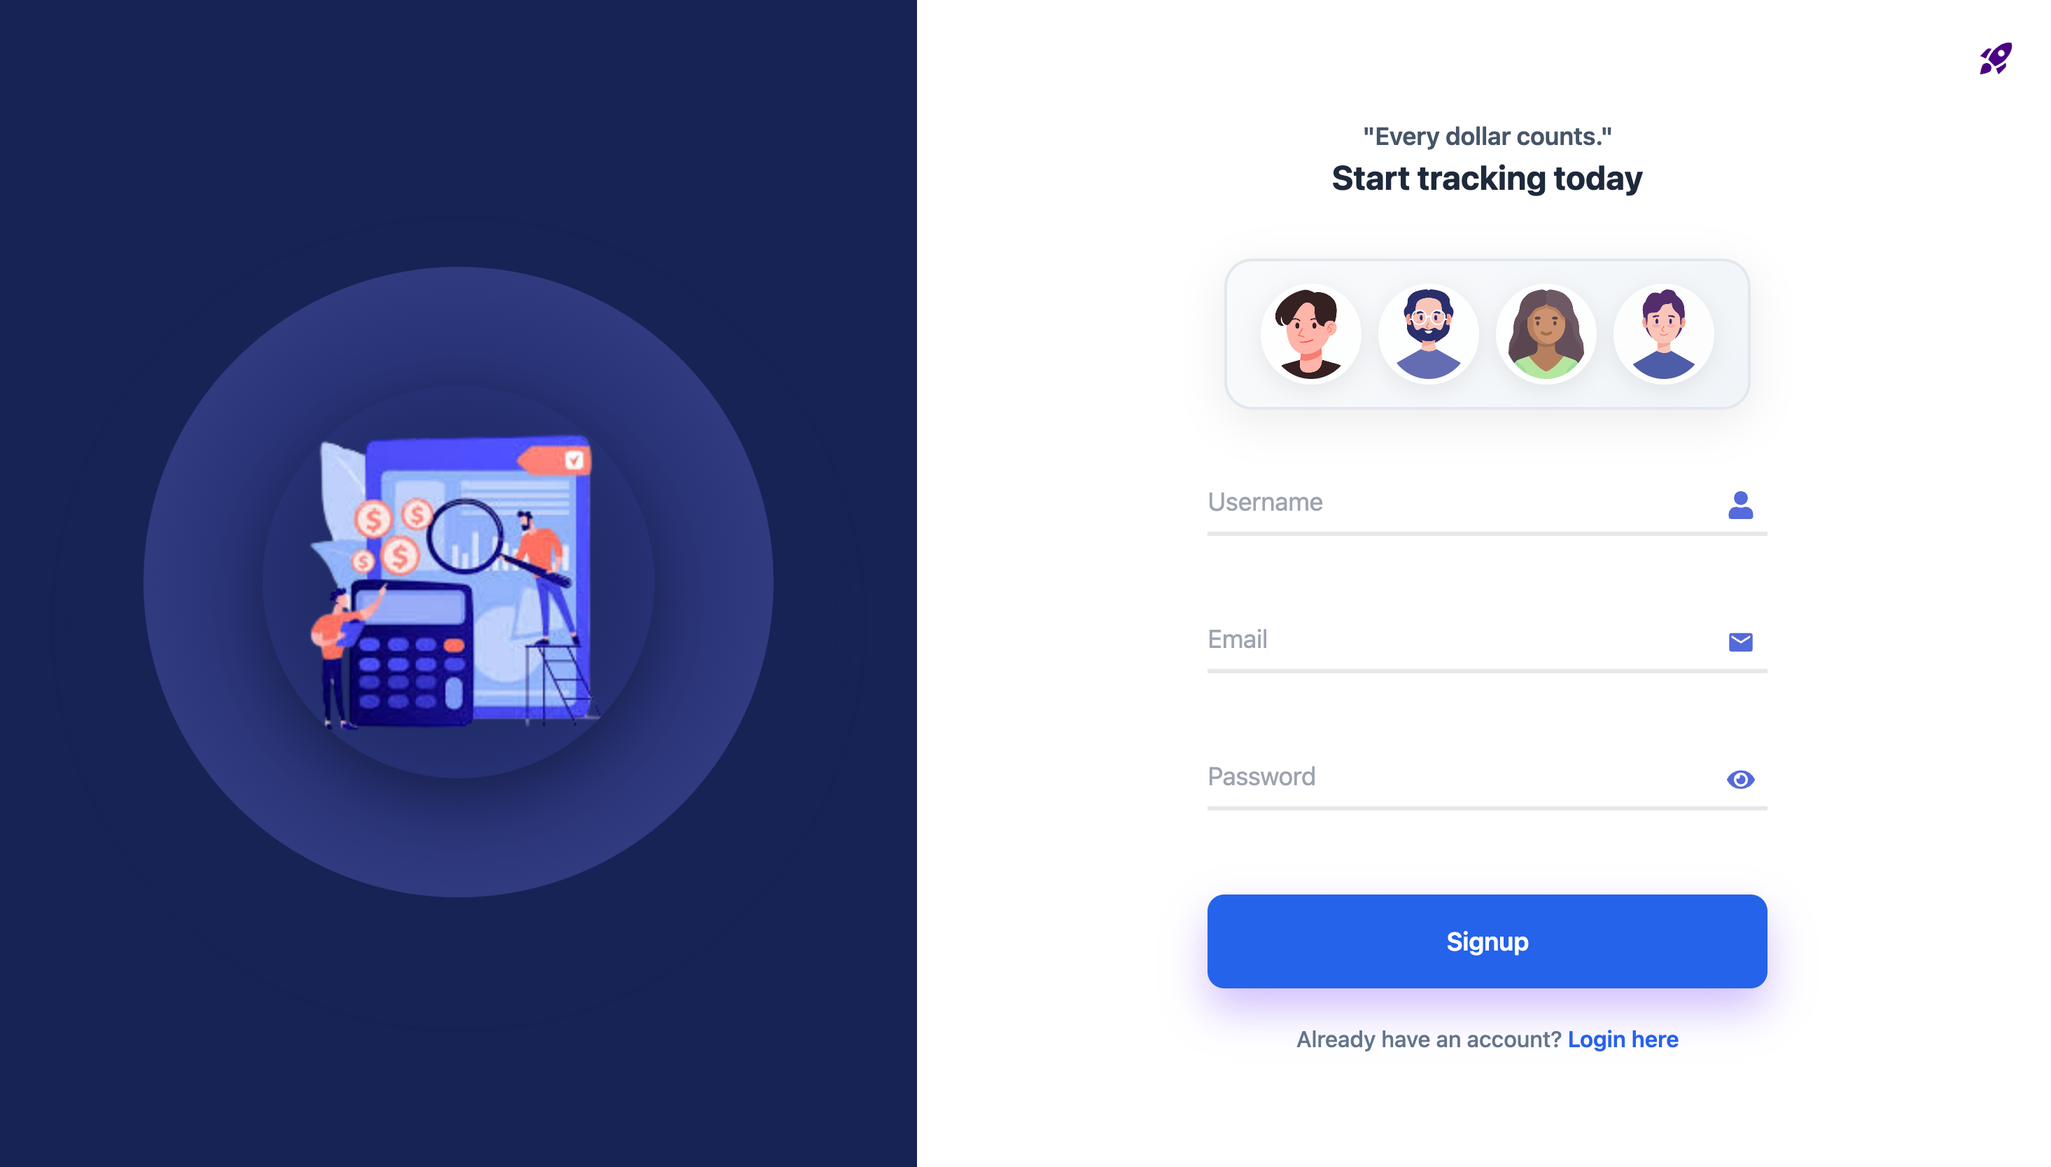 "Every dollar counts."
Start tracking today
$
$
$
$
Username
Email
Password
Signup
Already have an account? Login here